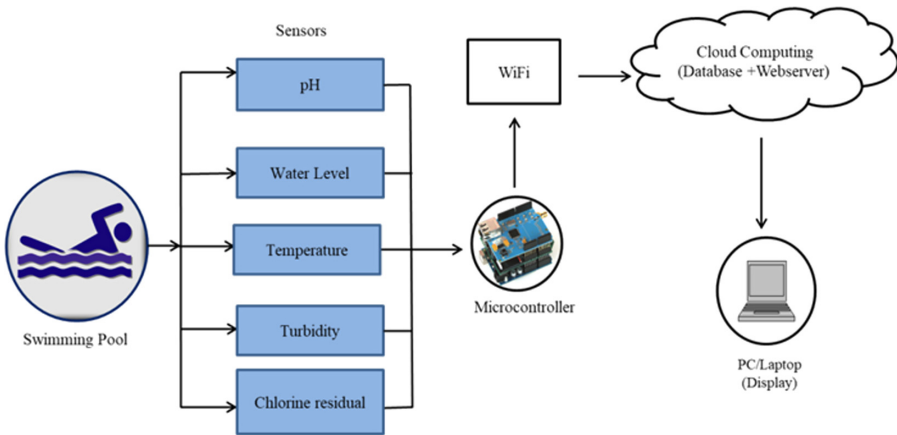 Sensors
pH
Water Level
Temperature
Turbidity
Chlorine residual
Swimming Pool
Microcontroller
WiFi
Cloud Computing
(Database +Webserver)
PC/Laptop
(Display)